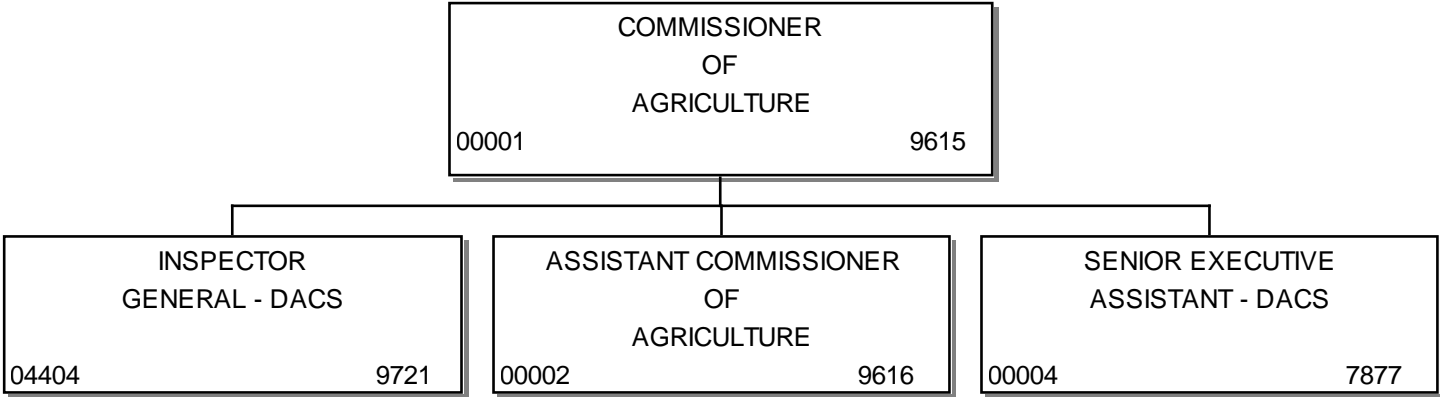 COMMISSIONER
OF
AGRICULTURE
00001 9615
INSPECTOR
GENERAL - DACS
04404 9721
ASSISTANT COMMISSIONER
OF
AGRICULTURE
00002 9616
SENIOR EXECUTIVE
ASSISTANT - DACS
00004 7877